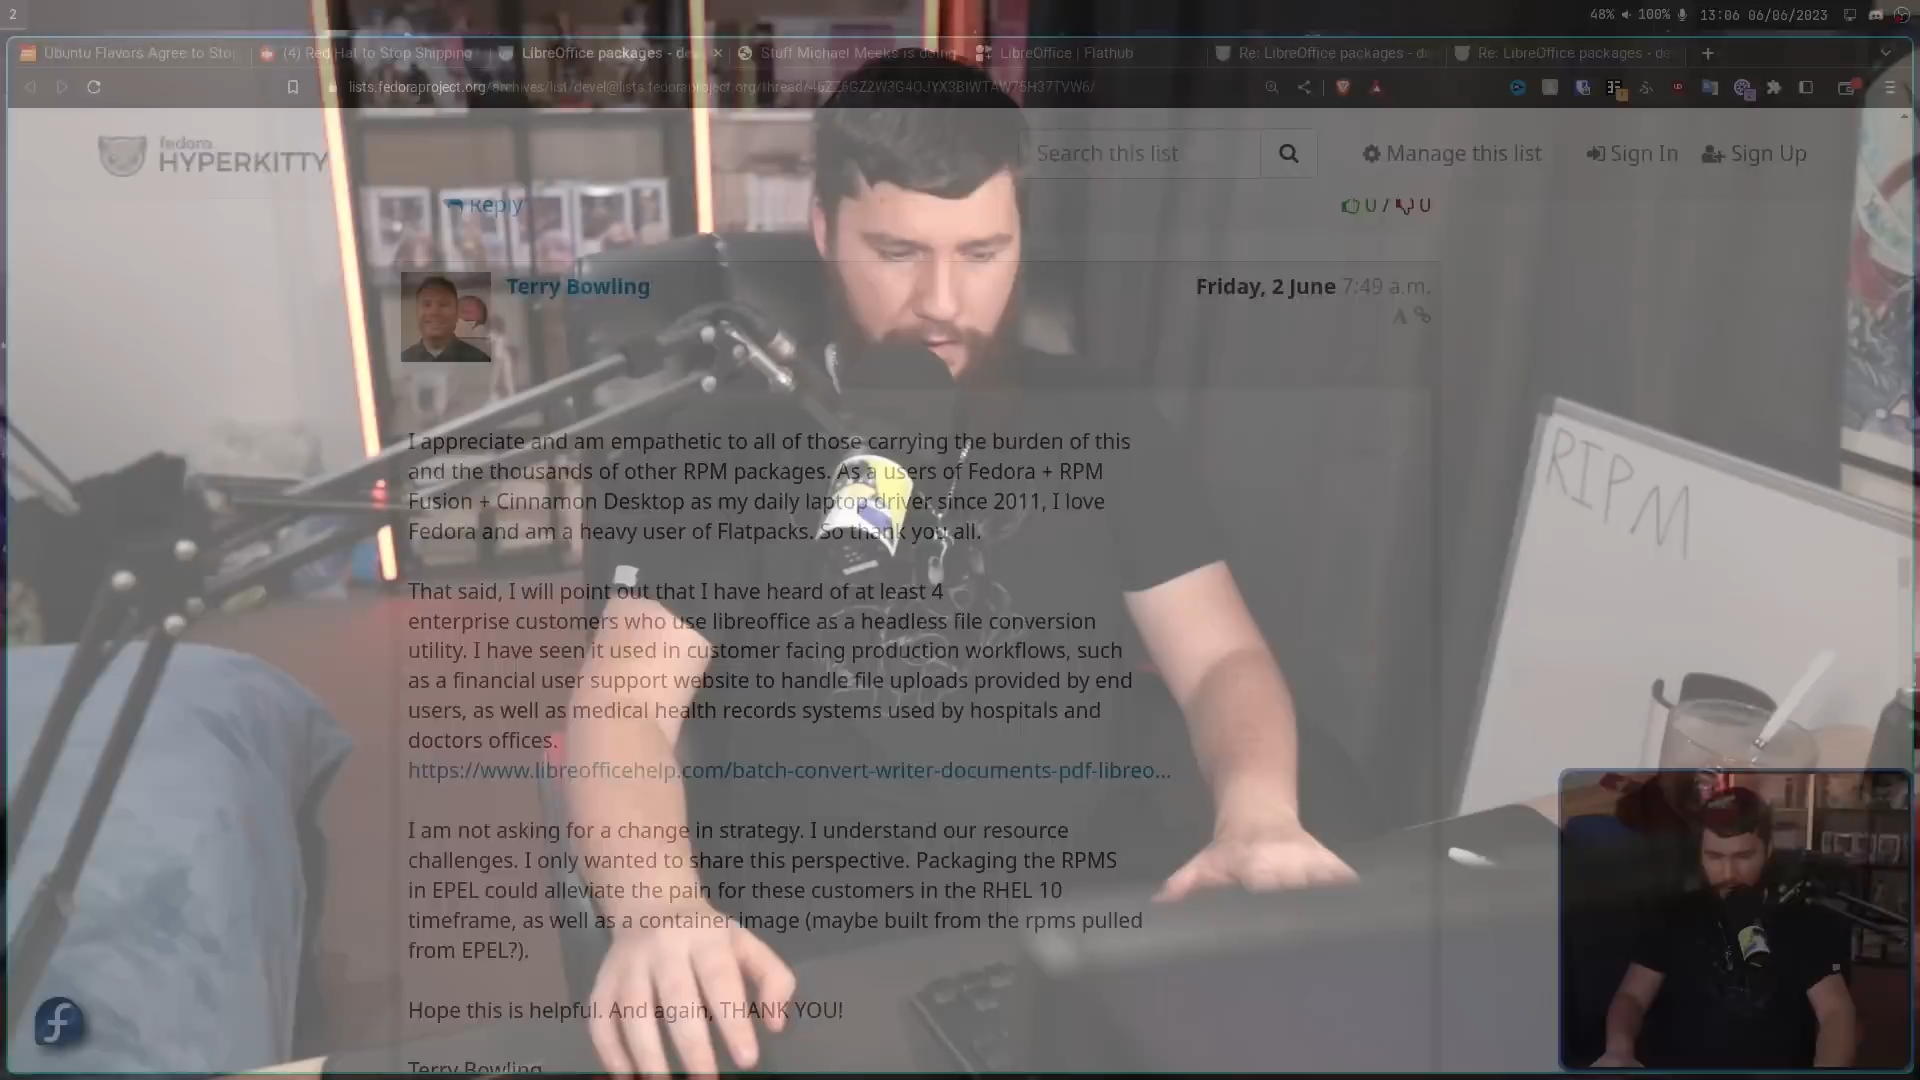 2
48% 100% 13:06 06/06/2023
Ubuntu Flavors Agree to Stop
(4) Red Hat to Stop Shipping
LibreOffice packages - de
Stuff Michael Meeks is doing
LibreOffice | Flathub
Re: LibreOffice packages - de
Re: LibreOffice packages - de
fedora
HYPERKITTY
Search this list
Manage this list
Sign In
Sign Up
Reply
0 / 0
Terry Bowling
Friday, 2 June 7:49 a.m.
I appreciate and am empathetic to all of those carrying the burden of this
and the thousands of other RPM packages. As a users of Fedora + RPM
Fusion + Cinnamon Desktop as my daily laptop driver since 2011, I love
Fedora and am a heavy user of Flatpacks. So thank you all.
That said, I will point out that I have heard of at least 4
enterprise customers who use libreoffice as a headless file conversion
utility. I have seen it used in customer facing production workflows, such
as a financial user support website to handle file uploads provided by end
users, as well as medical health records systems used by hospitals and
doctors offices.
https://www.libreofficehelp.com/batch-convert-writer-documents-pdf-libreo...
I am not asking for a change in strategy. I understand our resource
challenges. I only wanted to share this perspective. Packaging the RPMS
in EPEL could alleviate the pain for these customers in the RHEL 10
timeframe, as well as a container image (maybe built from the rpms pulled
from EPEL?).
Hope this is helpful. And again, THANK YOU!
Terry Bowling
RIPM